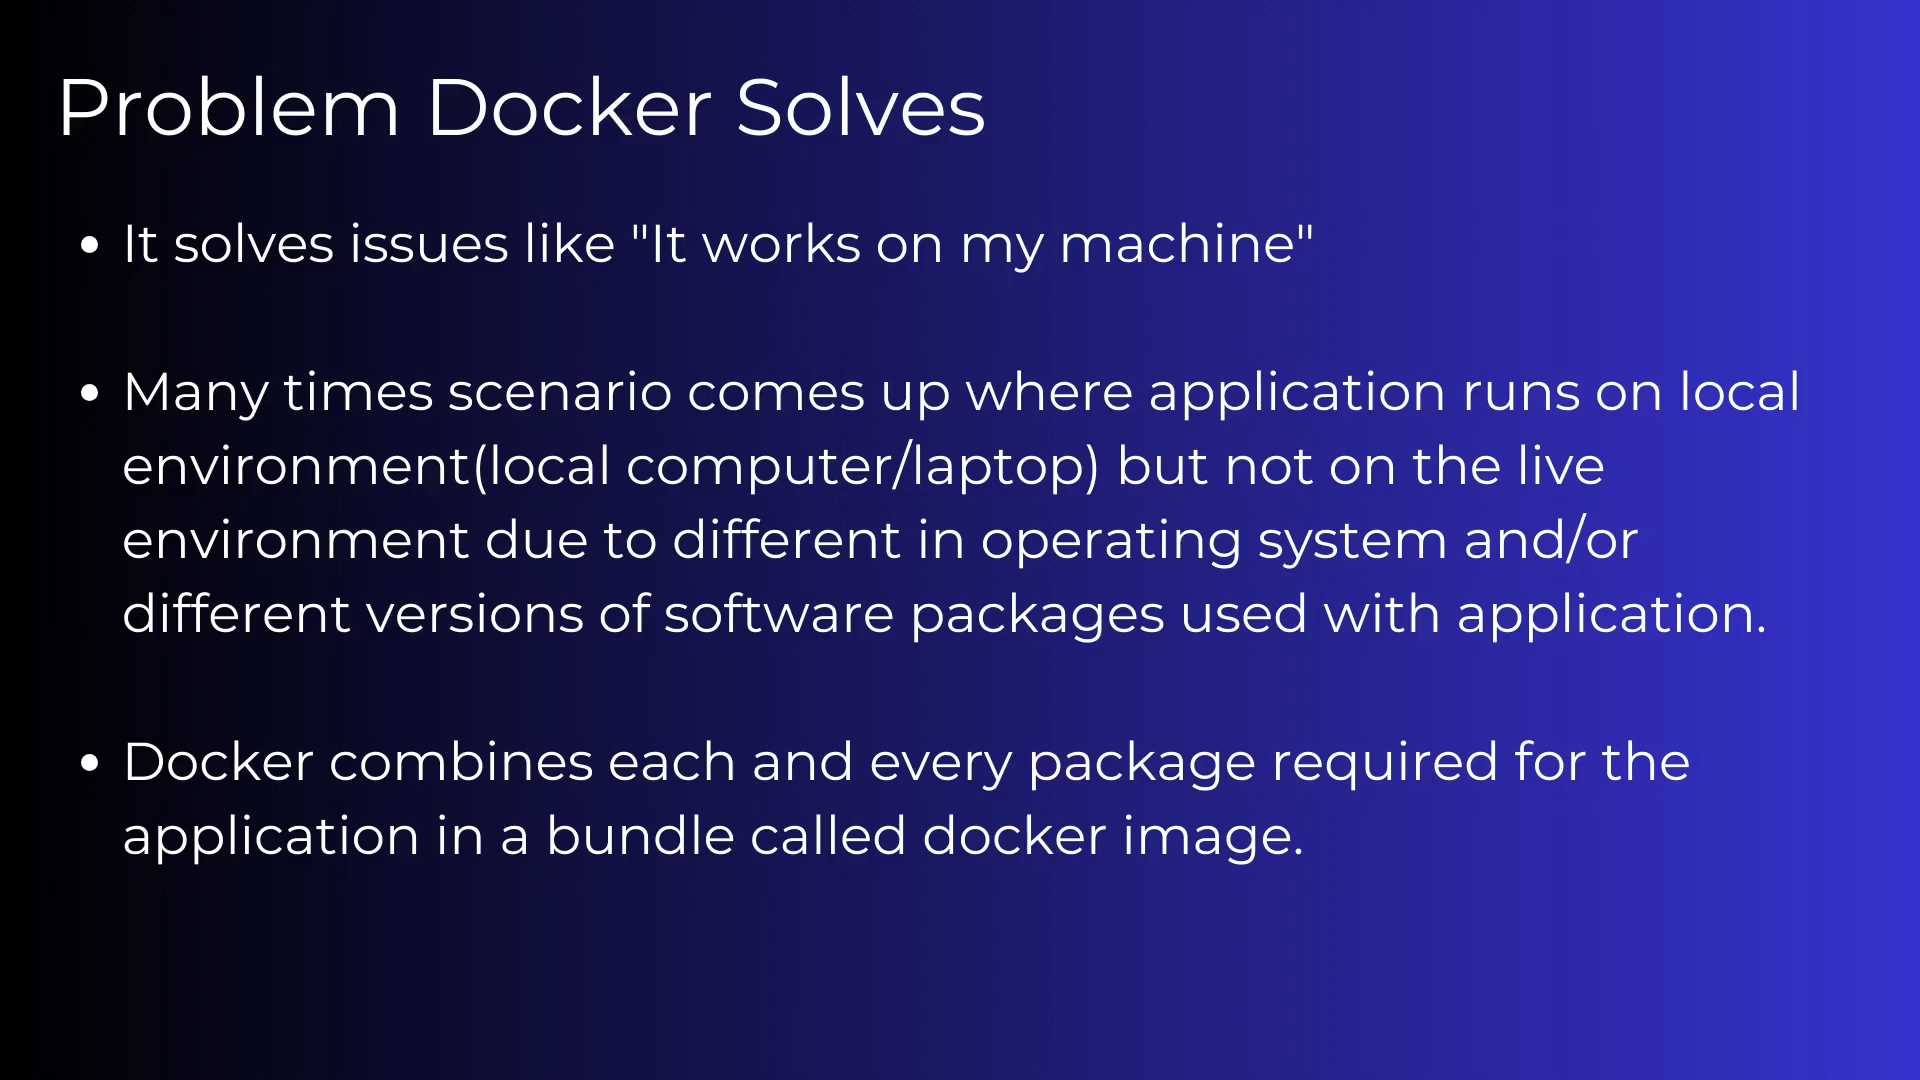 Problem Docker Solves
• It solves issues like "It works on my machine"
• Many times scenario comes up where application runs on local
environment(local computer/laptop) but not on the live
environment due to different in operating system and/or
different versions of software packages used with application.
• Docker combines each and every package required for the
application in a bundle called docker image.